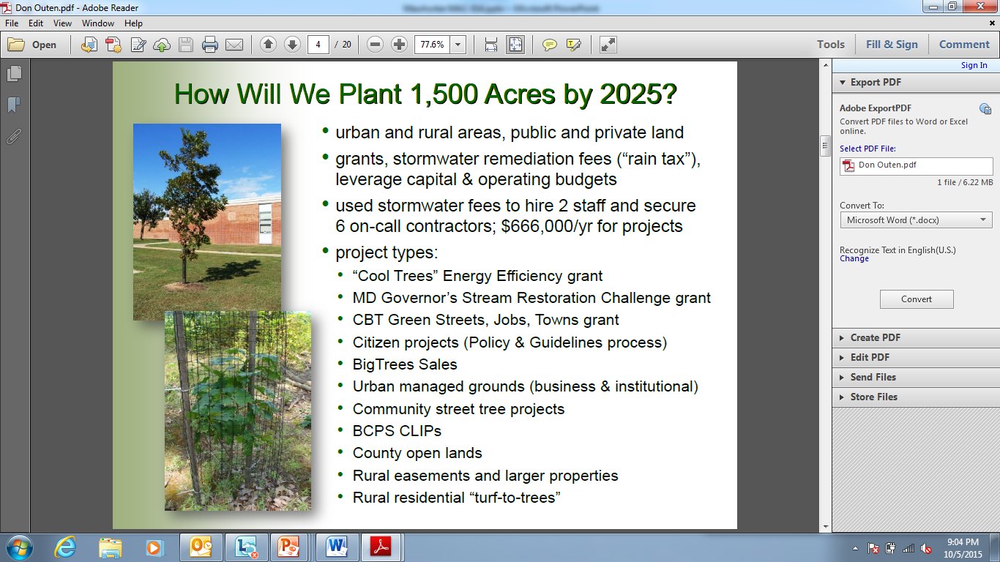 Don Outen.pdf - Adobe Reader
File Edit View Window Help
Open 4 / 20 77.6% Tools Fill & Sign Comment
How Will We Plant 1,500 Acres by 2025?
• urban and rural areas, public and private land
• grants, stormwater remediation fees (“rain tax”),
leverage capital & operating budgets
• used stormwater fees to hire 2 staff and secure
6 on-call contractors; $666,000/yr for projects
• project types:
• “Cool Trees” Energy Efficiency grant
• MD Governor’s Stream Restoration Challenge grant
• CBT Green Streets, Jobs, Towns grant
• Citizen projects (Policy & Guidelines process)
• BigTrees Sales
• Urban managed grounds (business & institutional)
• Community street tree projects
• BCPS CLIPs
• County open lands
• Rural easements and larger properties
• Rural residential “turf-to-trees”
Sign In
Export PDF
Adobe ExportPDF
Convert PDF files to Word or Excel
online.
Select PDF File:
Don Outen.pdf
1 file / 6.22 MB
Convert To:
Microsoft Word (*.docx)
Recognize Text in English(U.S.)
Change
Convert
Create PDF
Edit PDF
Send Files
Store Files
9:04 PM
10/5/2015